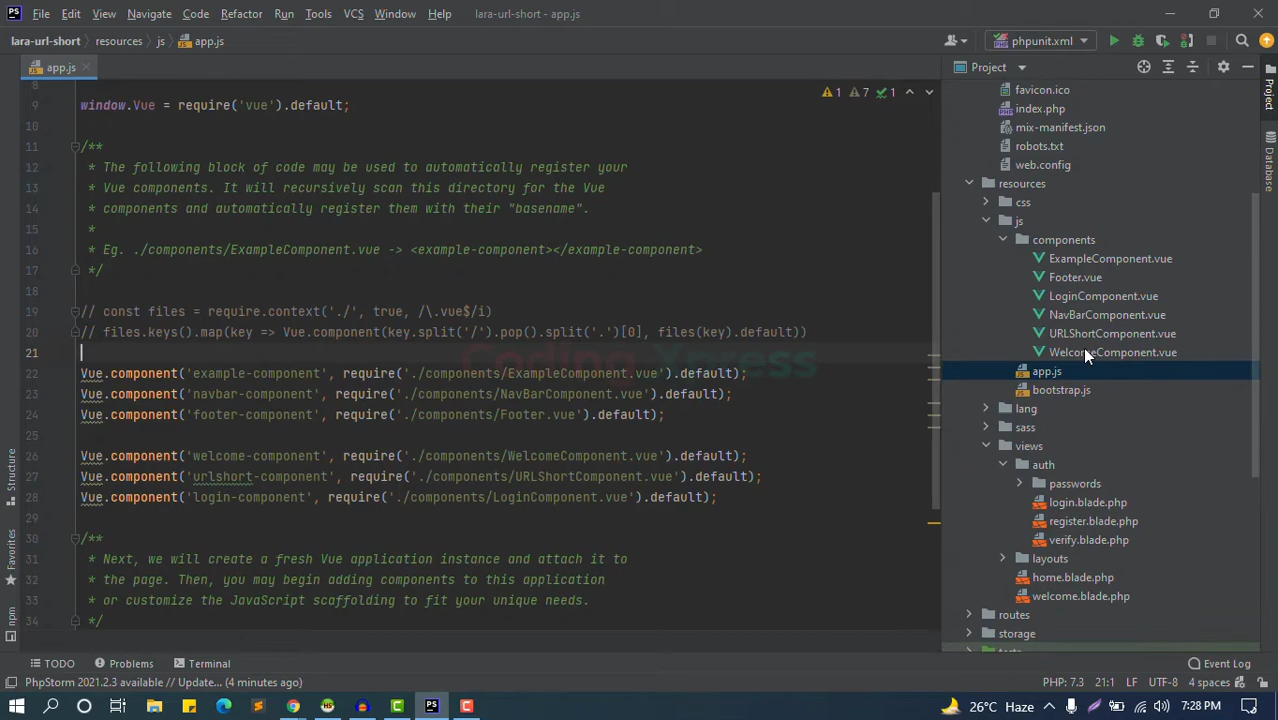 PS File Edit View Navigate Code Refactor Run Tools VCS Window Help lara-url-short - app.js
lara-url-short resources js app.js phpunit.xml
app.js Project
8
9 window.Vue = require('vue').default; 1 7 1
10
11 /**
12 * The following block of code may be used to automatically register your
13 * Vue components. It will recursively scan this directory for the Vue
14 * components and automatically register them with their "basename".
15 *
16 * Eg. ./components/ExampleComponent.vue -> <example-component></example-component>
17 */
18
19 // const files = require.context('./', true, /\.vue$/i)
20 // files.keys().map(key => Vue.component(key.split('/').pop().split('.')[0], files(key).default))
21
Coding Xpress
22 Vue.component('example-component', require('./components/ExampleComponent.vue').default);
23 Vue.component('navbar-component', require('./components/NavBarComponent.vue').default);
24 Vue.component('footer-component', require('./components/Footer.vue').default);
25
26 Vue.component('welcome-component', require('./components/WelcomeComponent.vue').default);
27 Vue.component('urlshort-component', require('./components/URLShortComponent.vue').default);
28 Vue.component('login-component', require('./components/LoginComponent.vue').default);
29
30 /**
31 * Next, we will create a fresh Vue application instance and attach it to
32 * the page. Then, you may begin adding components to this application
33 * or customize the JavaScript scaffolding to fit your unique needs.
34 */
favicon.ico
index.php
mix-manifest.json
robots.txt
web.config
resources
css
js
components
ExampleComponent.vue
Footer.vue
LoginComponent.vue
NavBarComponent.vue
URLShortComponent.vue
WelcomeComponent.vue
app.js
bootstrap.js
lang
sass
views
auth
passwords
login.blade.php
register.blade.php
verify.blade.php
layouts
home.blade.php
welcome.blade.php
routes
storage
tests
Project
Database
Structure
Favorites
npm
TODO Problems Terminal Event Log
PhpStorm 2021.2.3 available // Update... (4 minutes ago) PHP: 7.3 21:1 LF UTF-8 4 spaces
PS 26°C Haze 7:28 PM